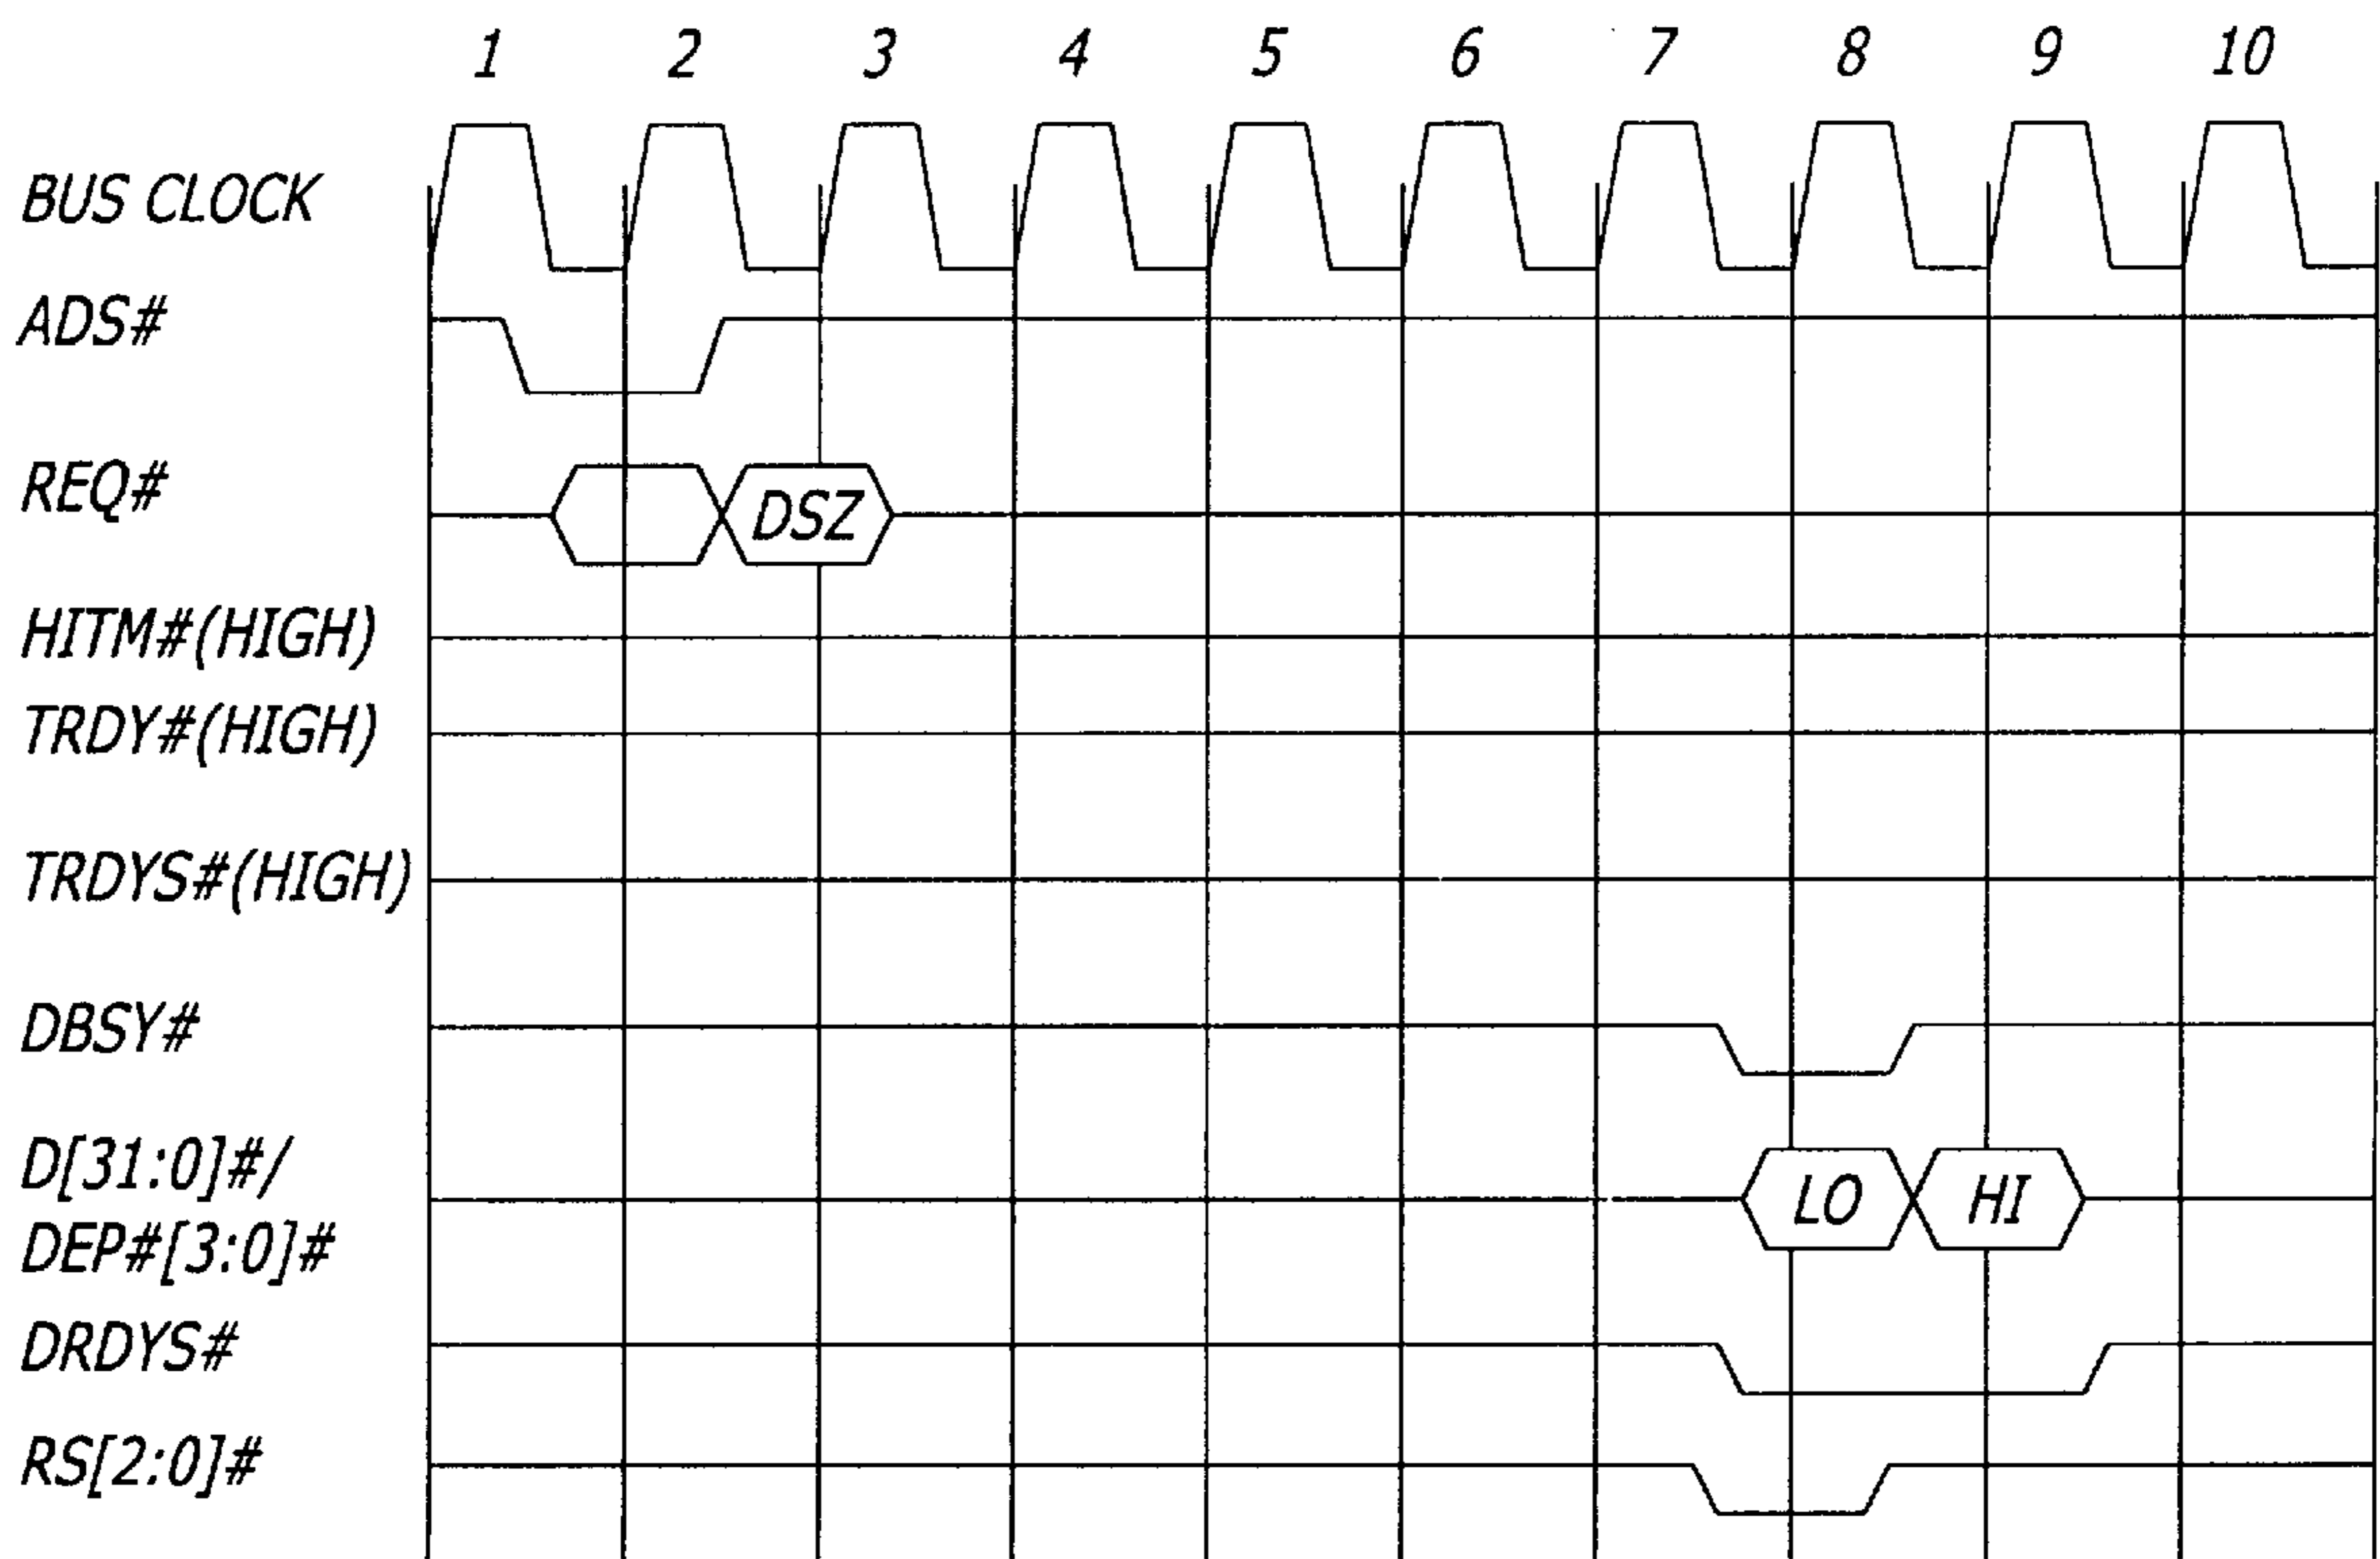 1 2 3 4 5 6 7 8 9 10
BUS CLOCK
ADS#
REQ#
DSZ
HITM#(HIGH)
TRDY#(HIGH)
TRDYS#(HIGH)
DBSY#
D[31:0]#/
LO HI
DEP#[3:0]#
DRDYS#
RS[2:0]#